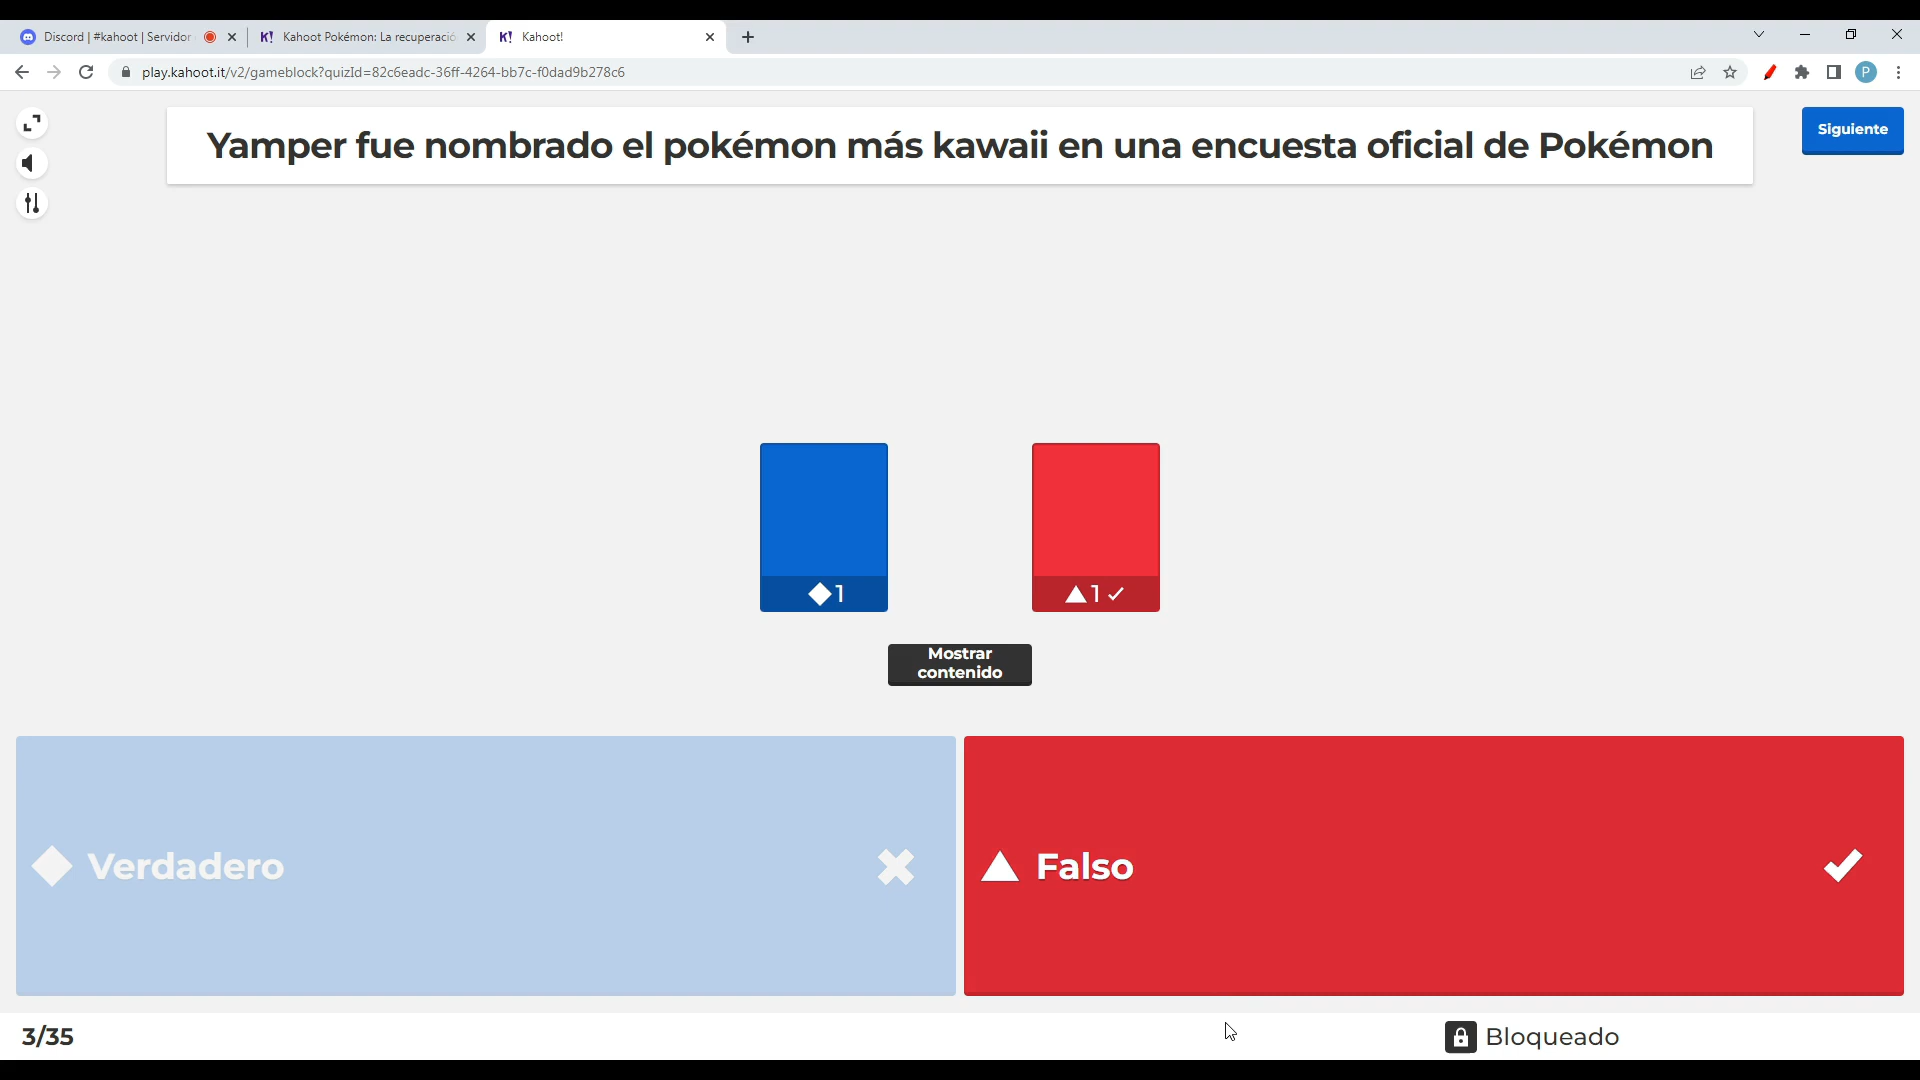 Discord | #kahoot | Servidor
K! Kahoot Pokémon: La recuperació
K! Kahoot!
play.kahoot.it/v2/gameblock?quizId=82c6eadc-36ff-4264-bb7c-f0dad9b278c6
P
Yamper fue nombrado el pokémon más kawaii en una encuesta oficial de Pokémon
Siguiente
1
1
Mostrar
contenido
Verdadero
Falso
3/35
Bloqueado